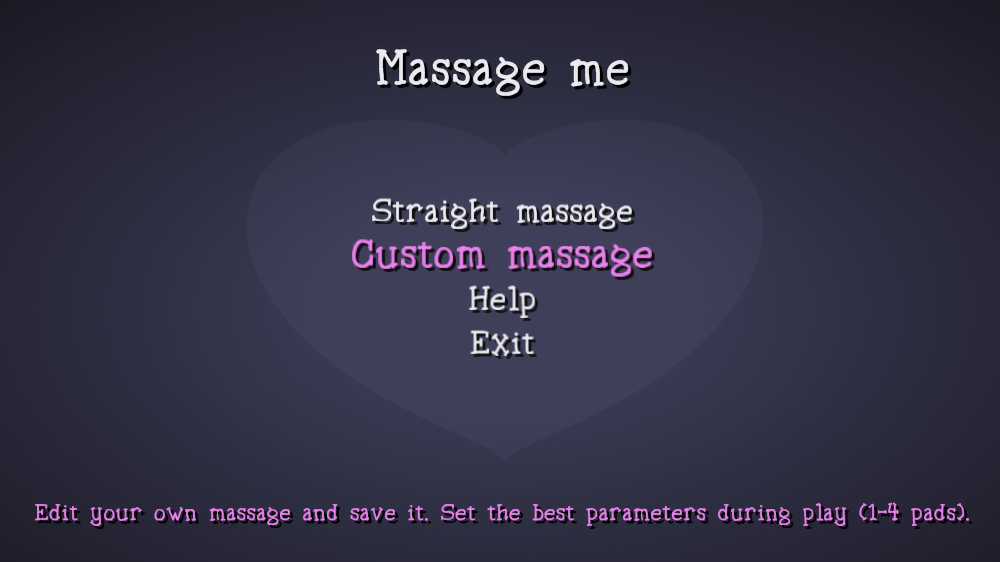 Massage me
Straight massage
Custom massage
Help
Exit
Edit your own massage and save it. Set the best parameters during play (1-4 pads).